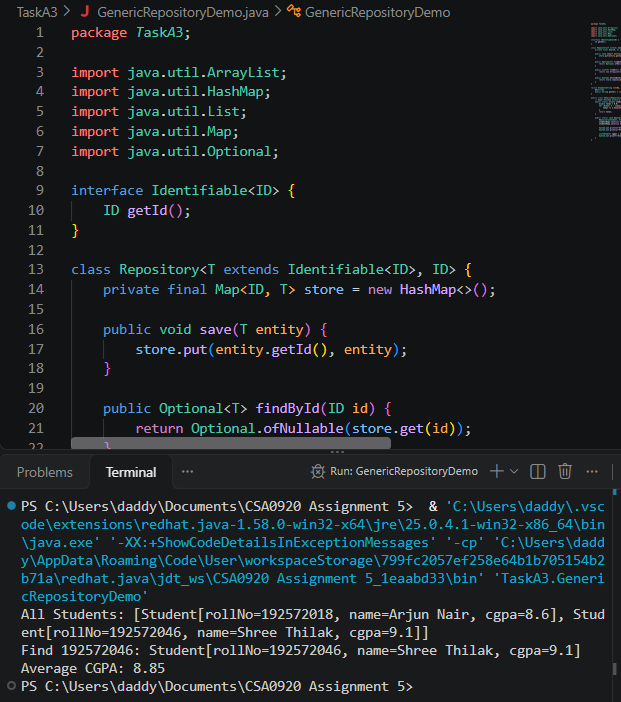 TaskA3 > J GenericRepositoryDemo.java > GenericRepositoryDemo
1 package TaskA3;
2
3 import java.util.ArrayList;
4 import java.util.HashMap;
5 import java.util.List;
6 import java.util.Map;
7 import java.util.Optional;
8
9 interface Identifiable<ID> {
10     ID getId();
11 }
12
13 class Repository<T extends Identifiable<ID>, ID> {
14     private final Map<ID, T> store = new HashMap<>();
15
16     public void save(T entity) {
17         store.put(entity.getId(), entity);
18     }
19
20     public Optional<T> findById(ID id) {
21         return Optional.ofNullable(store.get(id));
22     }
Problems Terminal ··· Run: GenericRepositoryDemo + ···
PS C:\Users\daddy\Documents\CSA0920 Assignment 5>  & 'C:\Users\daddy\.vsc
ode\extensions\redhat.java-1.58.0-win32-x64\jre\25.0.4.1-win32-x86_64\bin
\java.exe' '-XX:+ShowCodeDetailsInExceptionMessages' '-cp' 'C:\Users\dadd
y\AppData\Roaming\Code\User\workspaceStorage\799fc2057ef258e64b1b705154b2
b71a\redhat.java\jdt_ws\CSA0920 Assignment 5_1eaabd33\bin' 'TaskA3.Generi
cRepositoryDemo'
All Students: [Student[rollNo=192572018, name=Arjun Nair, cgpa=8.6], Stud
ent[rollNo=192572046, name=Shree Thilak, cgpa=9.1]]
Find 192572046: Student[rollNo=192572046, name=Shree Thilak, cgpa=9.1]
Average CGPA: 8.85
PS C:\Users\daddy\Documents\CSA0920 Assignment 5>